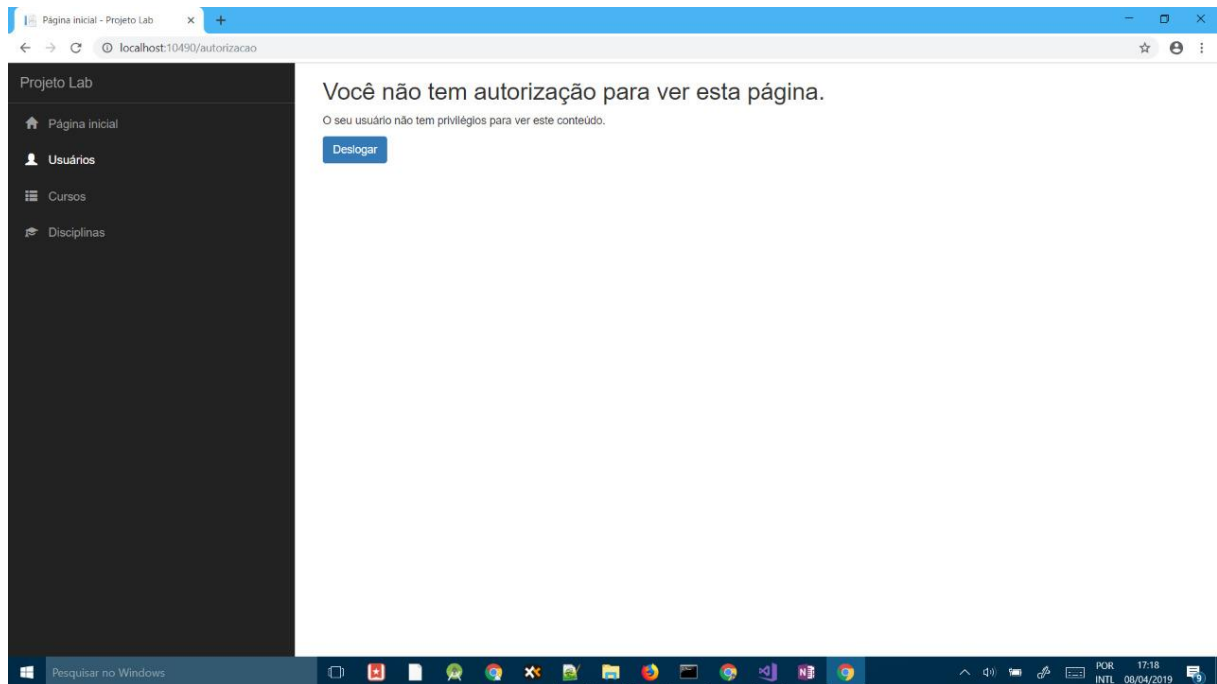 Página inicial - Projeto Lab
localhost:10490/autorizacao
Projeto Lab
Página inicial
Usuários
Cursos
Disciplinas
Você não tem autorização para ver esta página.
O seu usuário não tem privilégios para ver este conteúdo.
Deslogar
Pesquisar no Windows
POR
INTL
17:18
08/04/2019
9